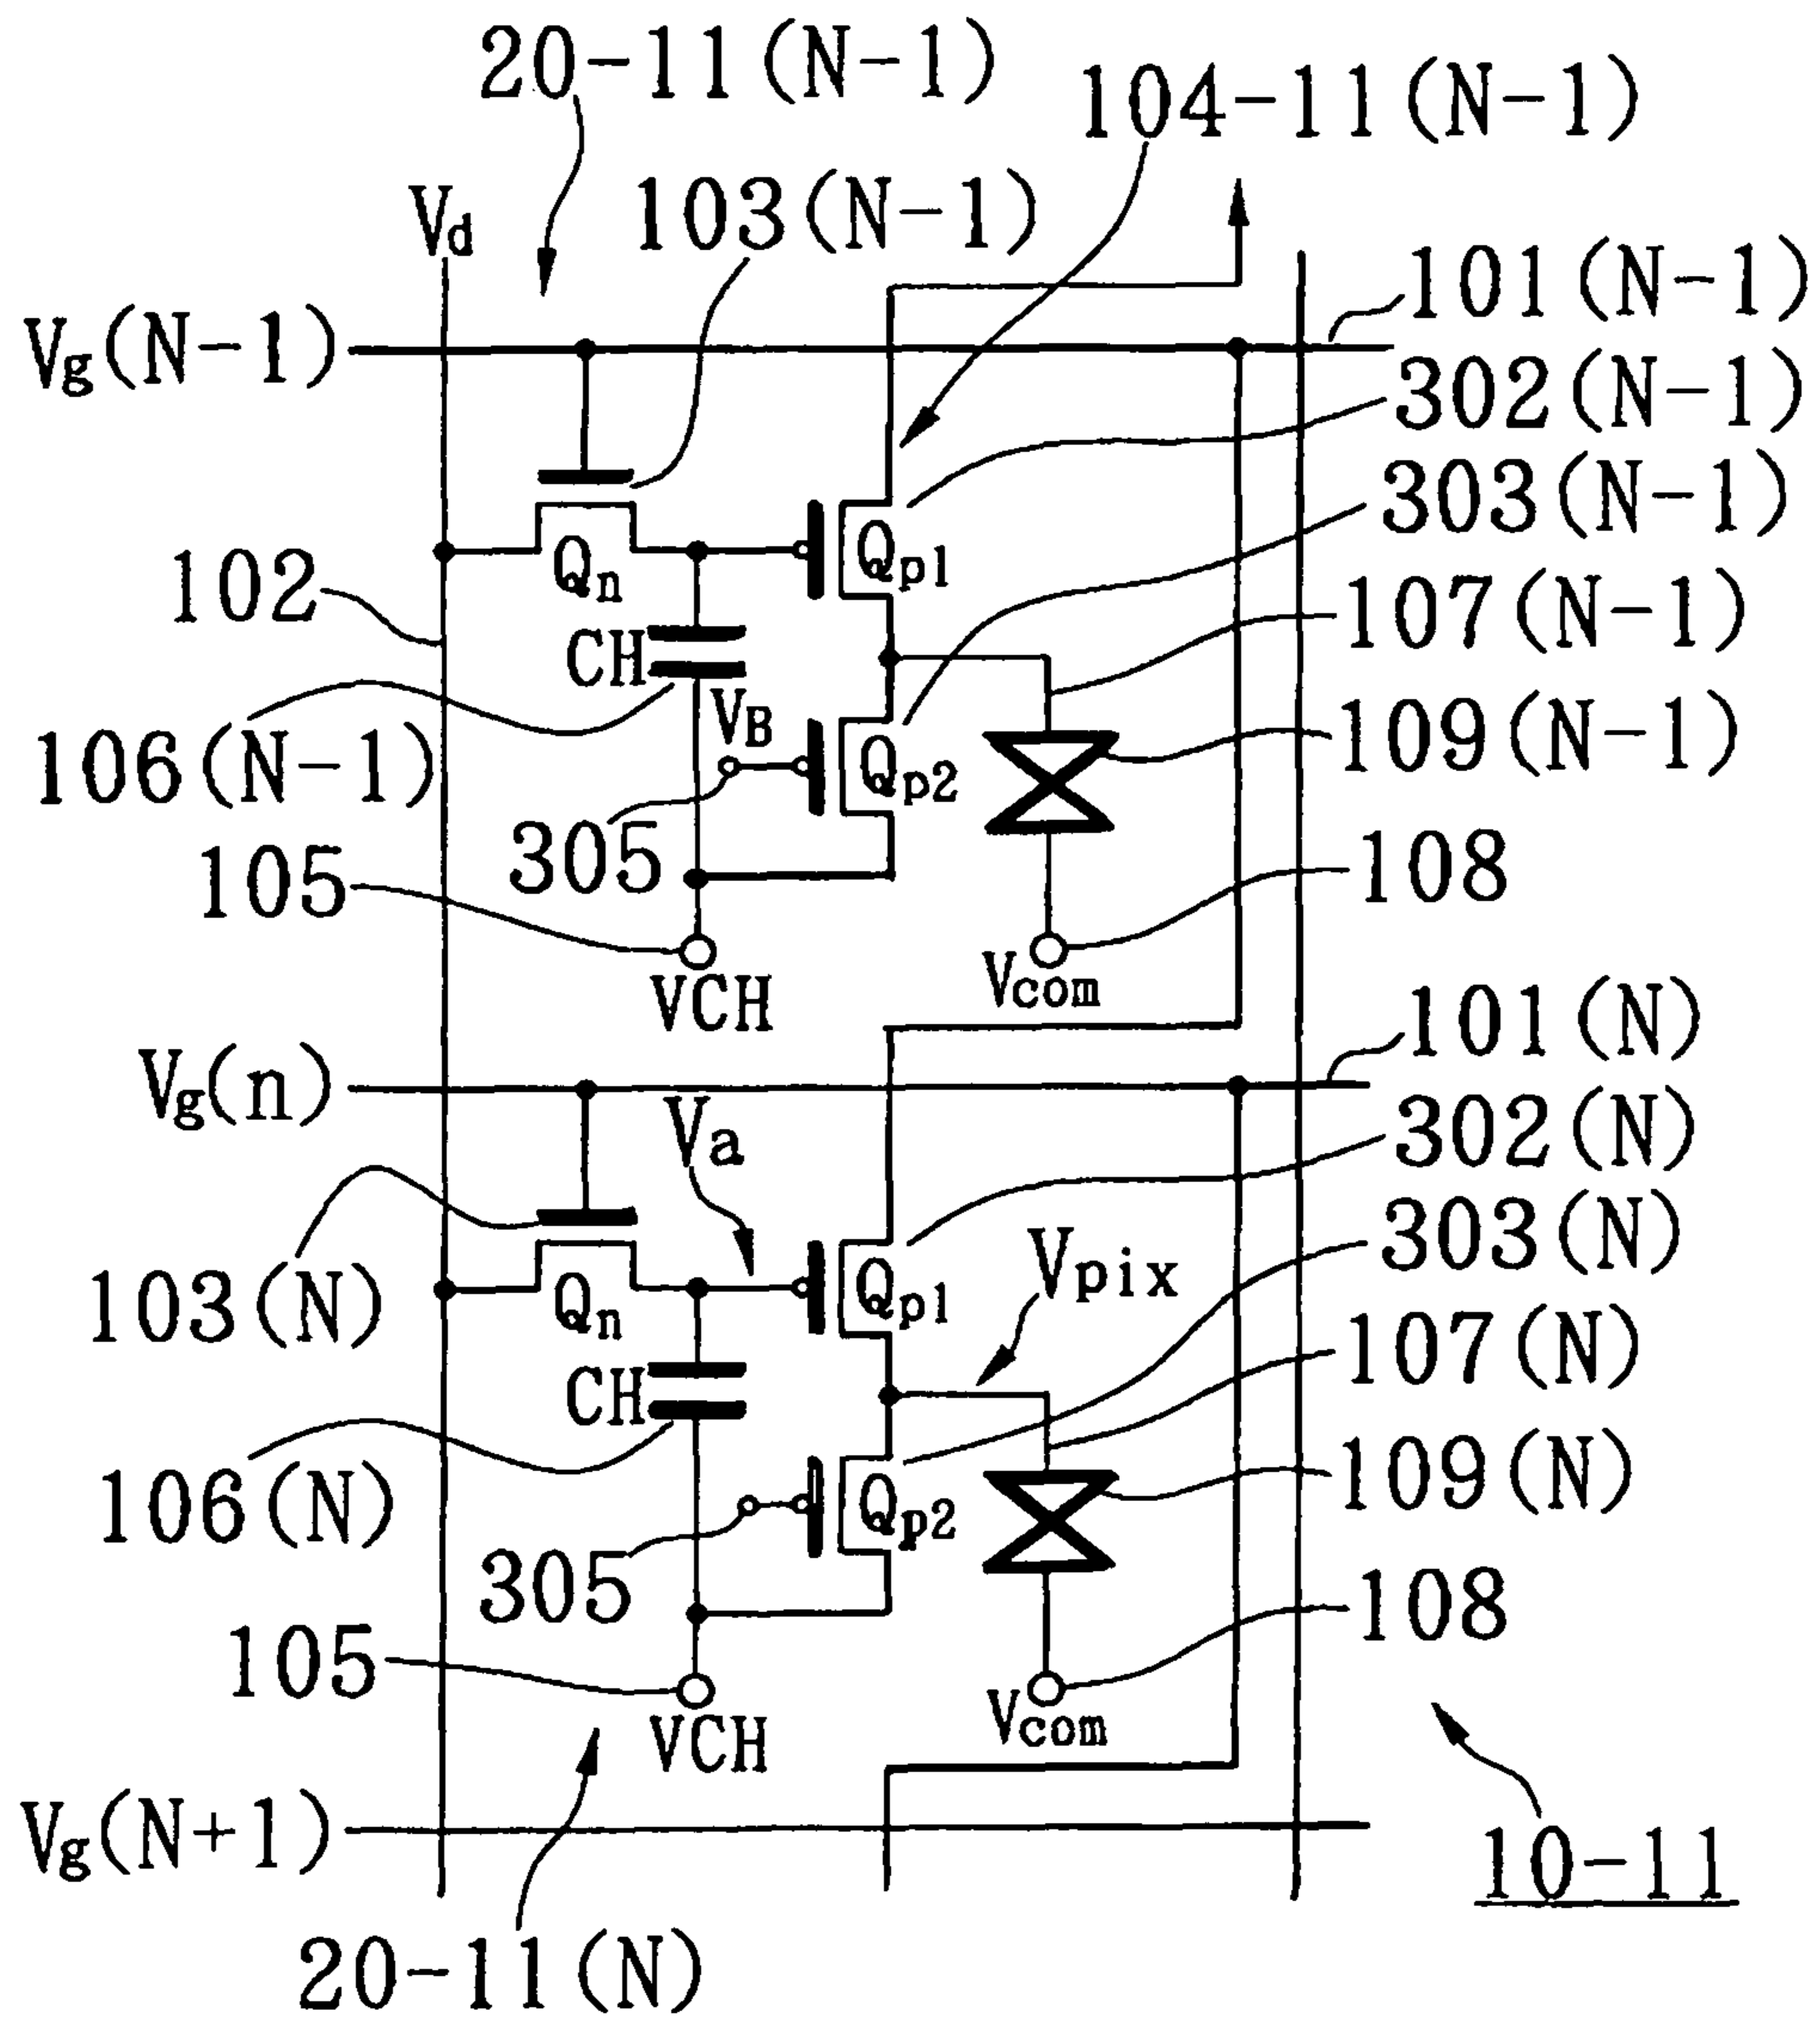 20-11(N-1)
104-11(N-1)
Vd
103(N-1)
101(N-1)
Vg(N-1)
302(N-1)
303(N-1)
Qn
Qp1
102
107(N-1)
CH
VB
109(N-1)
106(N-1)
Qp2
305
105
108
VCH
Vcom
101(N)
Vg(n)
Va
302(N)
303(N)
Vpix
103(N)
Qn
Qp1
107(N)
CH
109(N)
106(N)
Qp2
305
105
108
VCH
Vcom
Vg(N+1)
10-11
20-11(N)